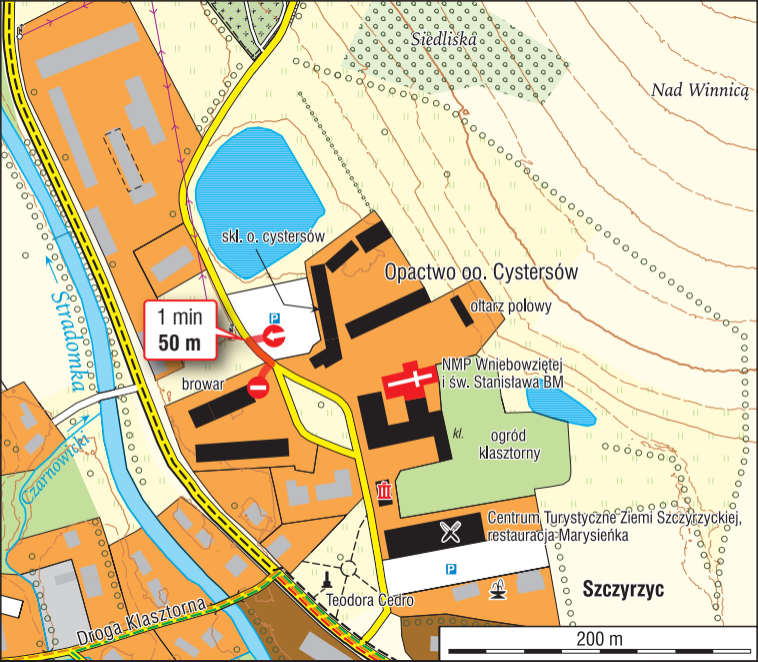 Siedliska
Nad Winnicą
skl. o. cystersów
Opactwo oo. Cystersów
ołtarz polowy
Stradomka
P
1 min
50 m
NMP Wniebowziętej
i św. Stanisława BM
browar
kl.
ogród
klasztorny
Czarnowicki
Centrum Turystyczne Ziemi Szczyrzyckiej,
restauracja Marysieńka
P
Szczyrzyc
Teodora Cedro
Droga Klasztorna
200 m